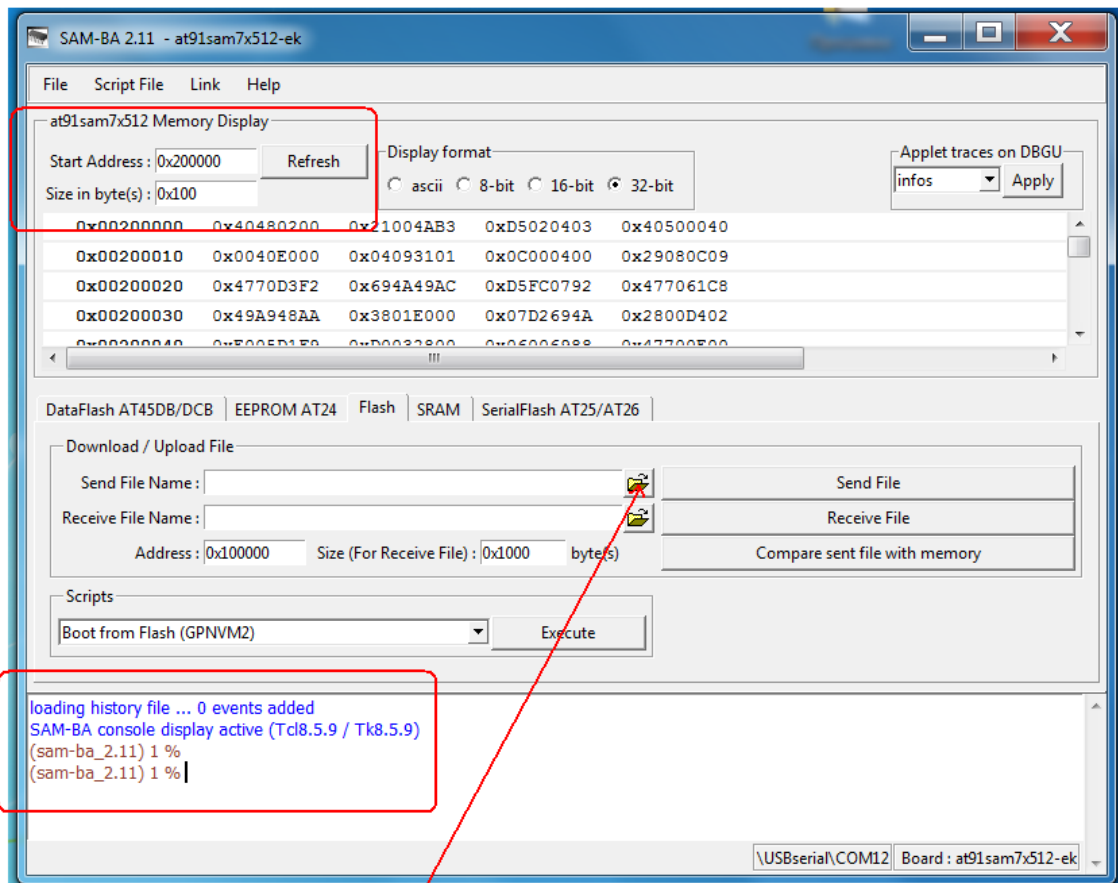 SAM-BA 2.11 - at91sam7x512-ek
File Script File Link Help
at91sam7x512 Memory Display
Start Address : 0x200000 Refresh
Size in byte(s) : 0x100
Display format
ascii 8-bit 16-bit 32-bit
Applet traces on DBGU
infos Apply
0x00200000 0x40480200 0x21004AB3 0xD5020403 0x40500040
0x00200010 0x0040E000 0x04093101 0x0C000400 0x29080C09
0x00200020 0x4770D3F2 0x694A49AC 0xD5FC0792 0x477061C8
0x00200030 0x49A948AA 0x3801E000 0x07D2694A 0x2800D402
0x00200040 0xE005D1F9 0xD0032800 0x06006988 0x47700E00
DataFlash AT45DB/DCB EEPROM AT24 Flash SRAM SerialFlash AT25/AT26
Download / Upload File
Send File Name : Send File
Receive File Name : Receive File
Address : 0x100000 Size (For Receive File) : 0x1000 byte(s) Compare sent file with memory
Scripts
Boot from Flash (GPNVM2) Execute
loading history file ... 0 events added
SAM-BA console display active (Tcl8.5.9 / Tk8.5.9)
(sam-ba_2.11) 1 %
(sam-ba_2.11) 1 %
\USBserial\COM12 Board : at91sam7x512-ek